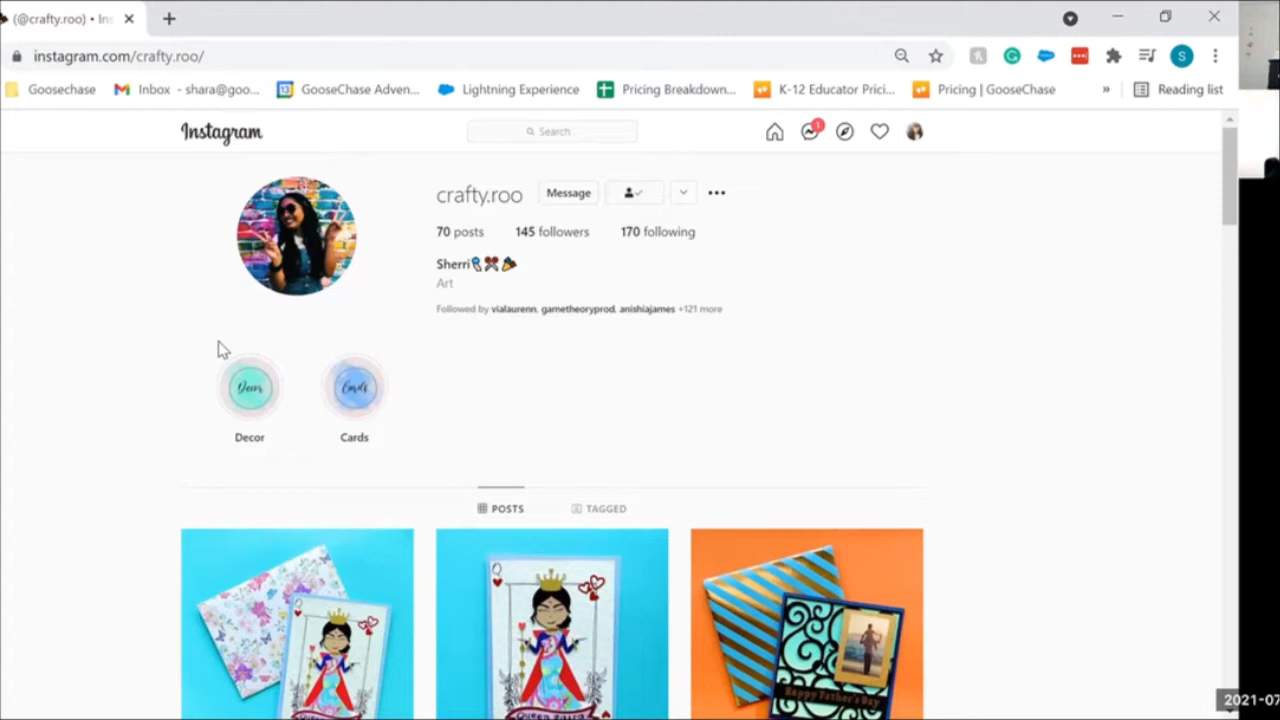 (@crafty.roo) • In
instagram.com/crafty.roo/
Goosechase
Inbox - shara@goo...
GooseChase Adven...
Lightning Experience
Pricing Breakdown...
K-12 Educator Prici...
Pricing | GooseChase
»
Reading list
Instagram
Search
1
S
crafty.roo
Message
70 posts
145 followers
170 following
Sherri
Art
Followed by vialaurenn, gametheoryprod, anishiajames +121 more
Decor
Cards
Decor
Cards
POSTS
TAGGED
Q
Q
Happy Father's Day
2021-07